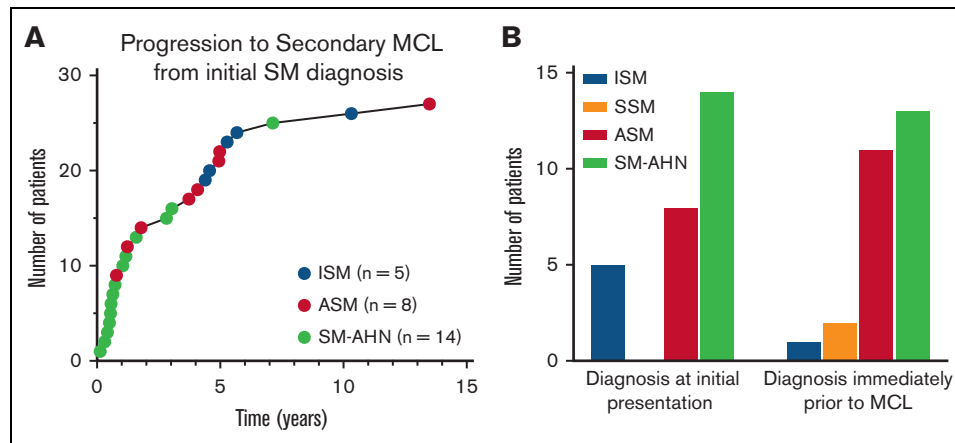 A
Progression to Secondary MCL
from initial SM diagnosis
Number of patients
30
20
10
0
ISM (n = 5)
ASM (n = 8)
SM-AHN (n = 14)
0 5 10 15
Time (years)
B
Number of patients
15
10
5
0
ISM
SSM
ASM
SM-AHN
Diagnosis at initial
presentation
Diagnosis immediately
prior to MCL